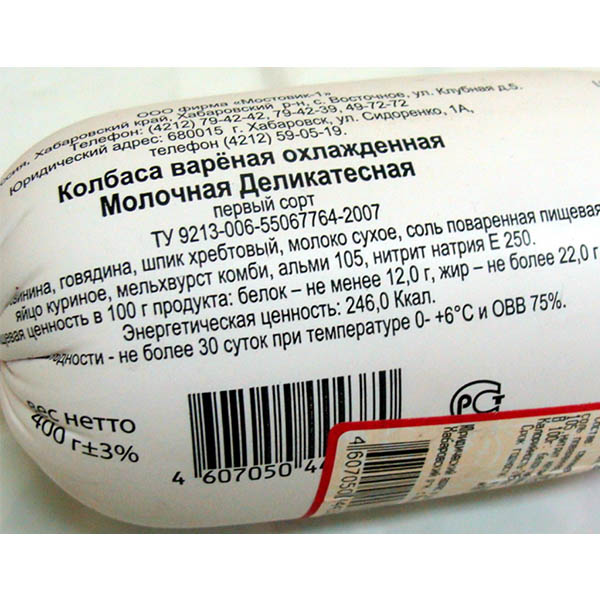 ООО фирма «Мостовик-1»
Хабаровский край, Хабаровский р-н, с. Восточное, ул. Клубная д.5.
Телефон: (4212) 79-42-42, 79-42-39, 49-72-72
Юридический адрес: 680015 г. Хабаровск, ул. Сидоренко, 1А,
телефон (4212) 59-05-19.
Колбаса варёная охлажденная
Молочная Деликатесная
первый сорт
ТУ 9213-006-55067764-2007
говядина, шпик хребтовый, молоко сухое, соль поваренная пищевая
яйцо куриное, мельхвурст комби, альми 105, нитрит натрия Е 250.
ценность в 100 г продукта: белок – не менее 12,0 г, жир – не более 22,0 г
Энергетическая ценность: 246,0 Ккал.
- не более 30 суток при температуре 0- +6°С и ОВВ 75%.
вес нетто
400 г±3%
4 607050
4 607050